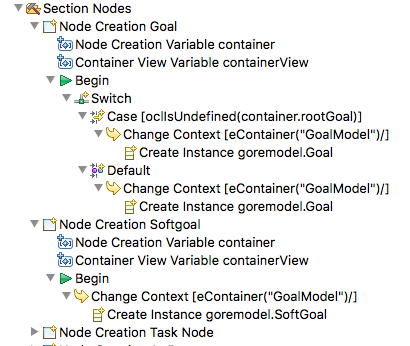 Section Nodes
Node Creation Goal
Node Creation Variable container
Container View Variable containerView
Begin
Switch
Case [oclIsUndefined(container.rootGoal)]
Change Context [eContainer("GoalModel")/]
Create Instance goremodel.Goal
Default
Change Context [eContainer("GoalModel")/]
Create Instance goremodel.Goal
Node Creation Softgoal
Node Creation Variable container
Container View Variable containerView
Begin
Change Context [eContainer("GoalModel")/]
Create Instance goremodel.SoftGoal
Node Creation Task Node